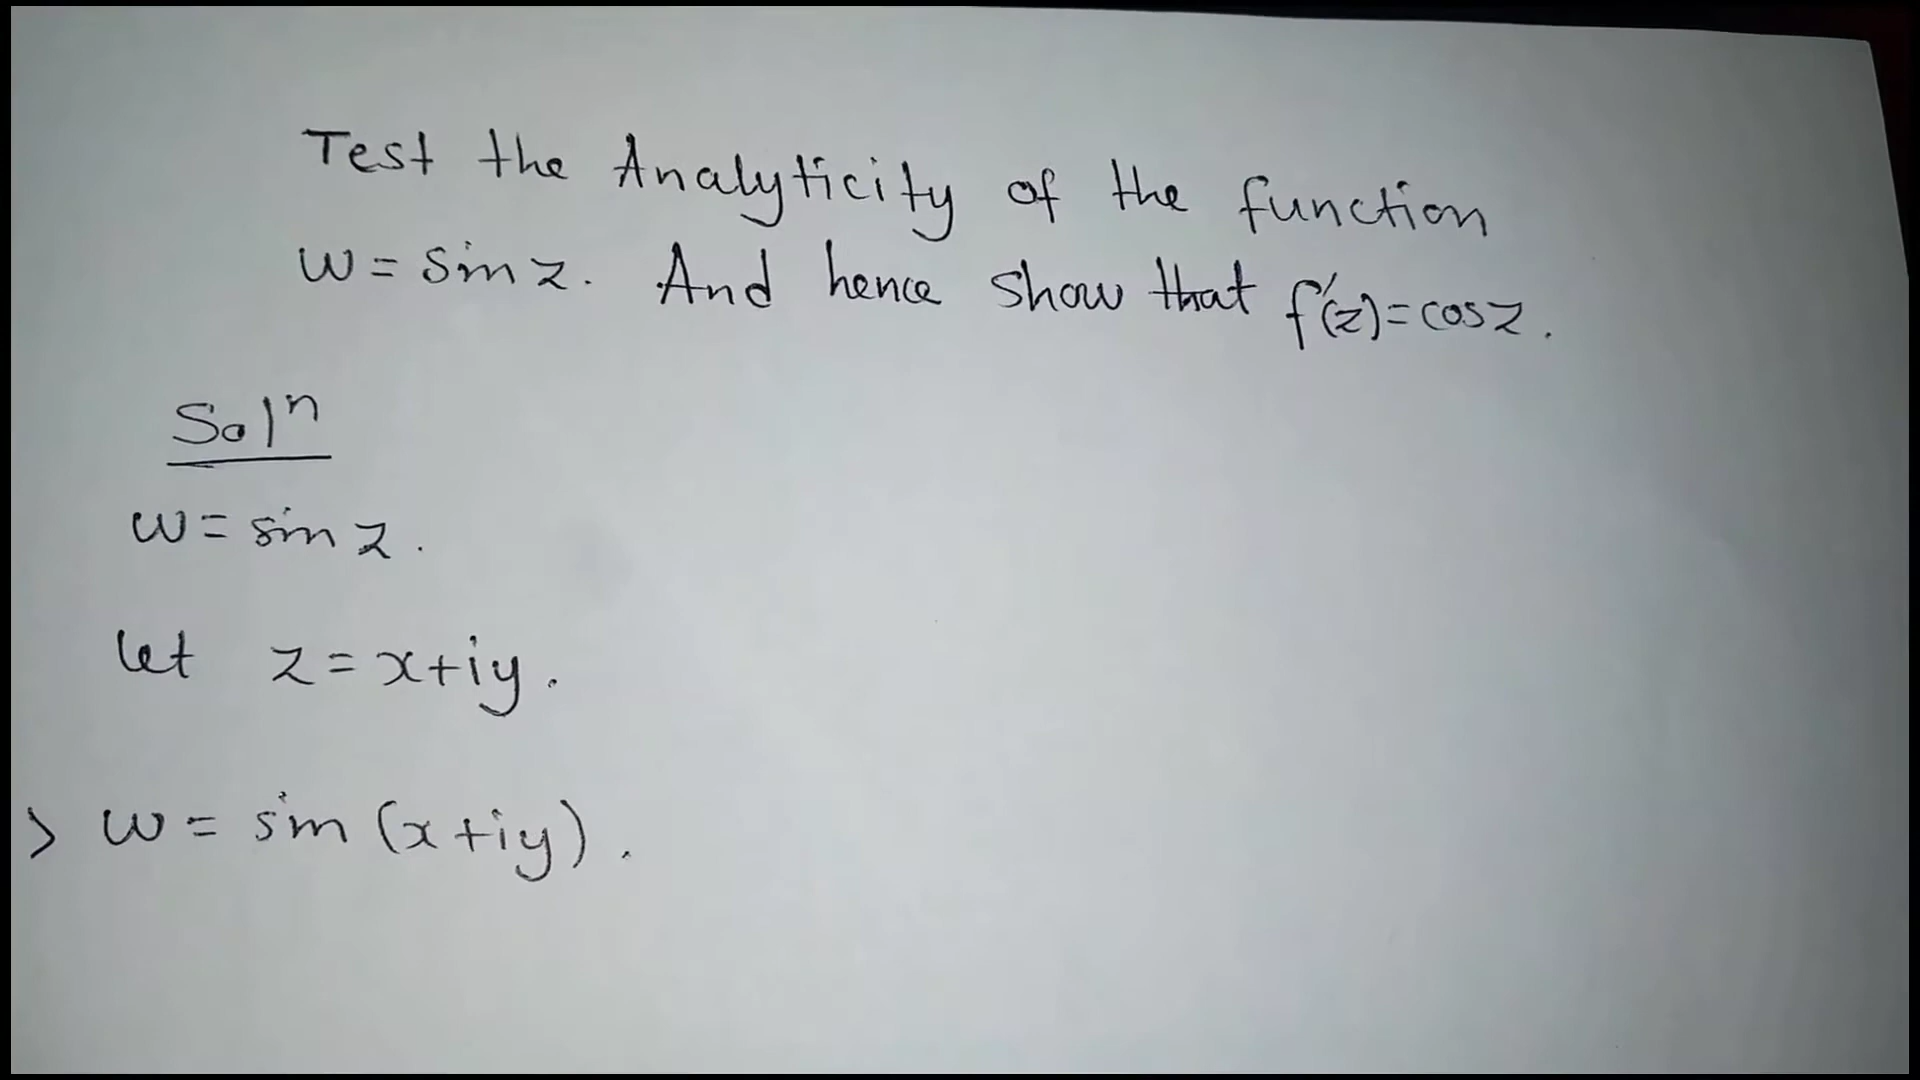 Test the Analyticity of the function
w = sin z. And hence show that f'(z) = cos z.
Solⁿ
w = sin z.
let z = x+iy.
> w = sin (x+iy).